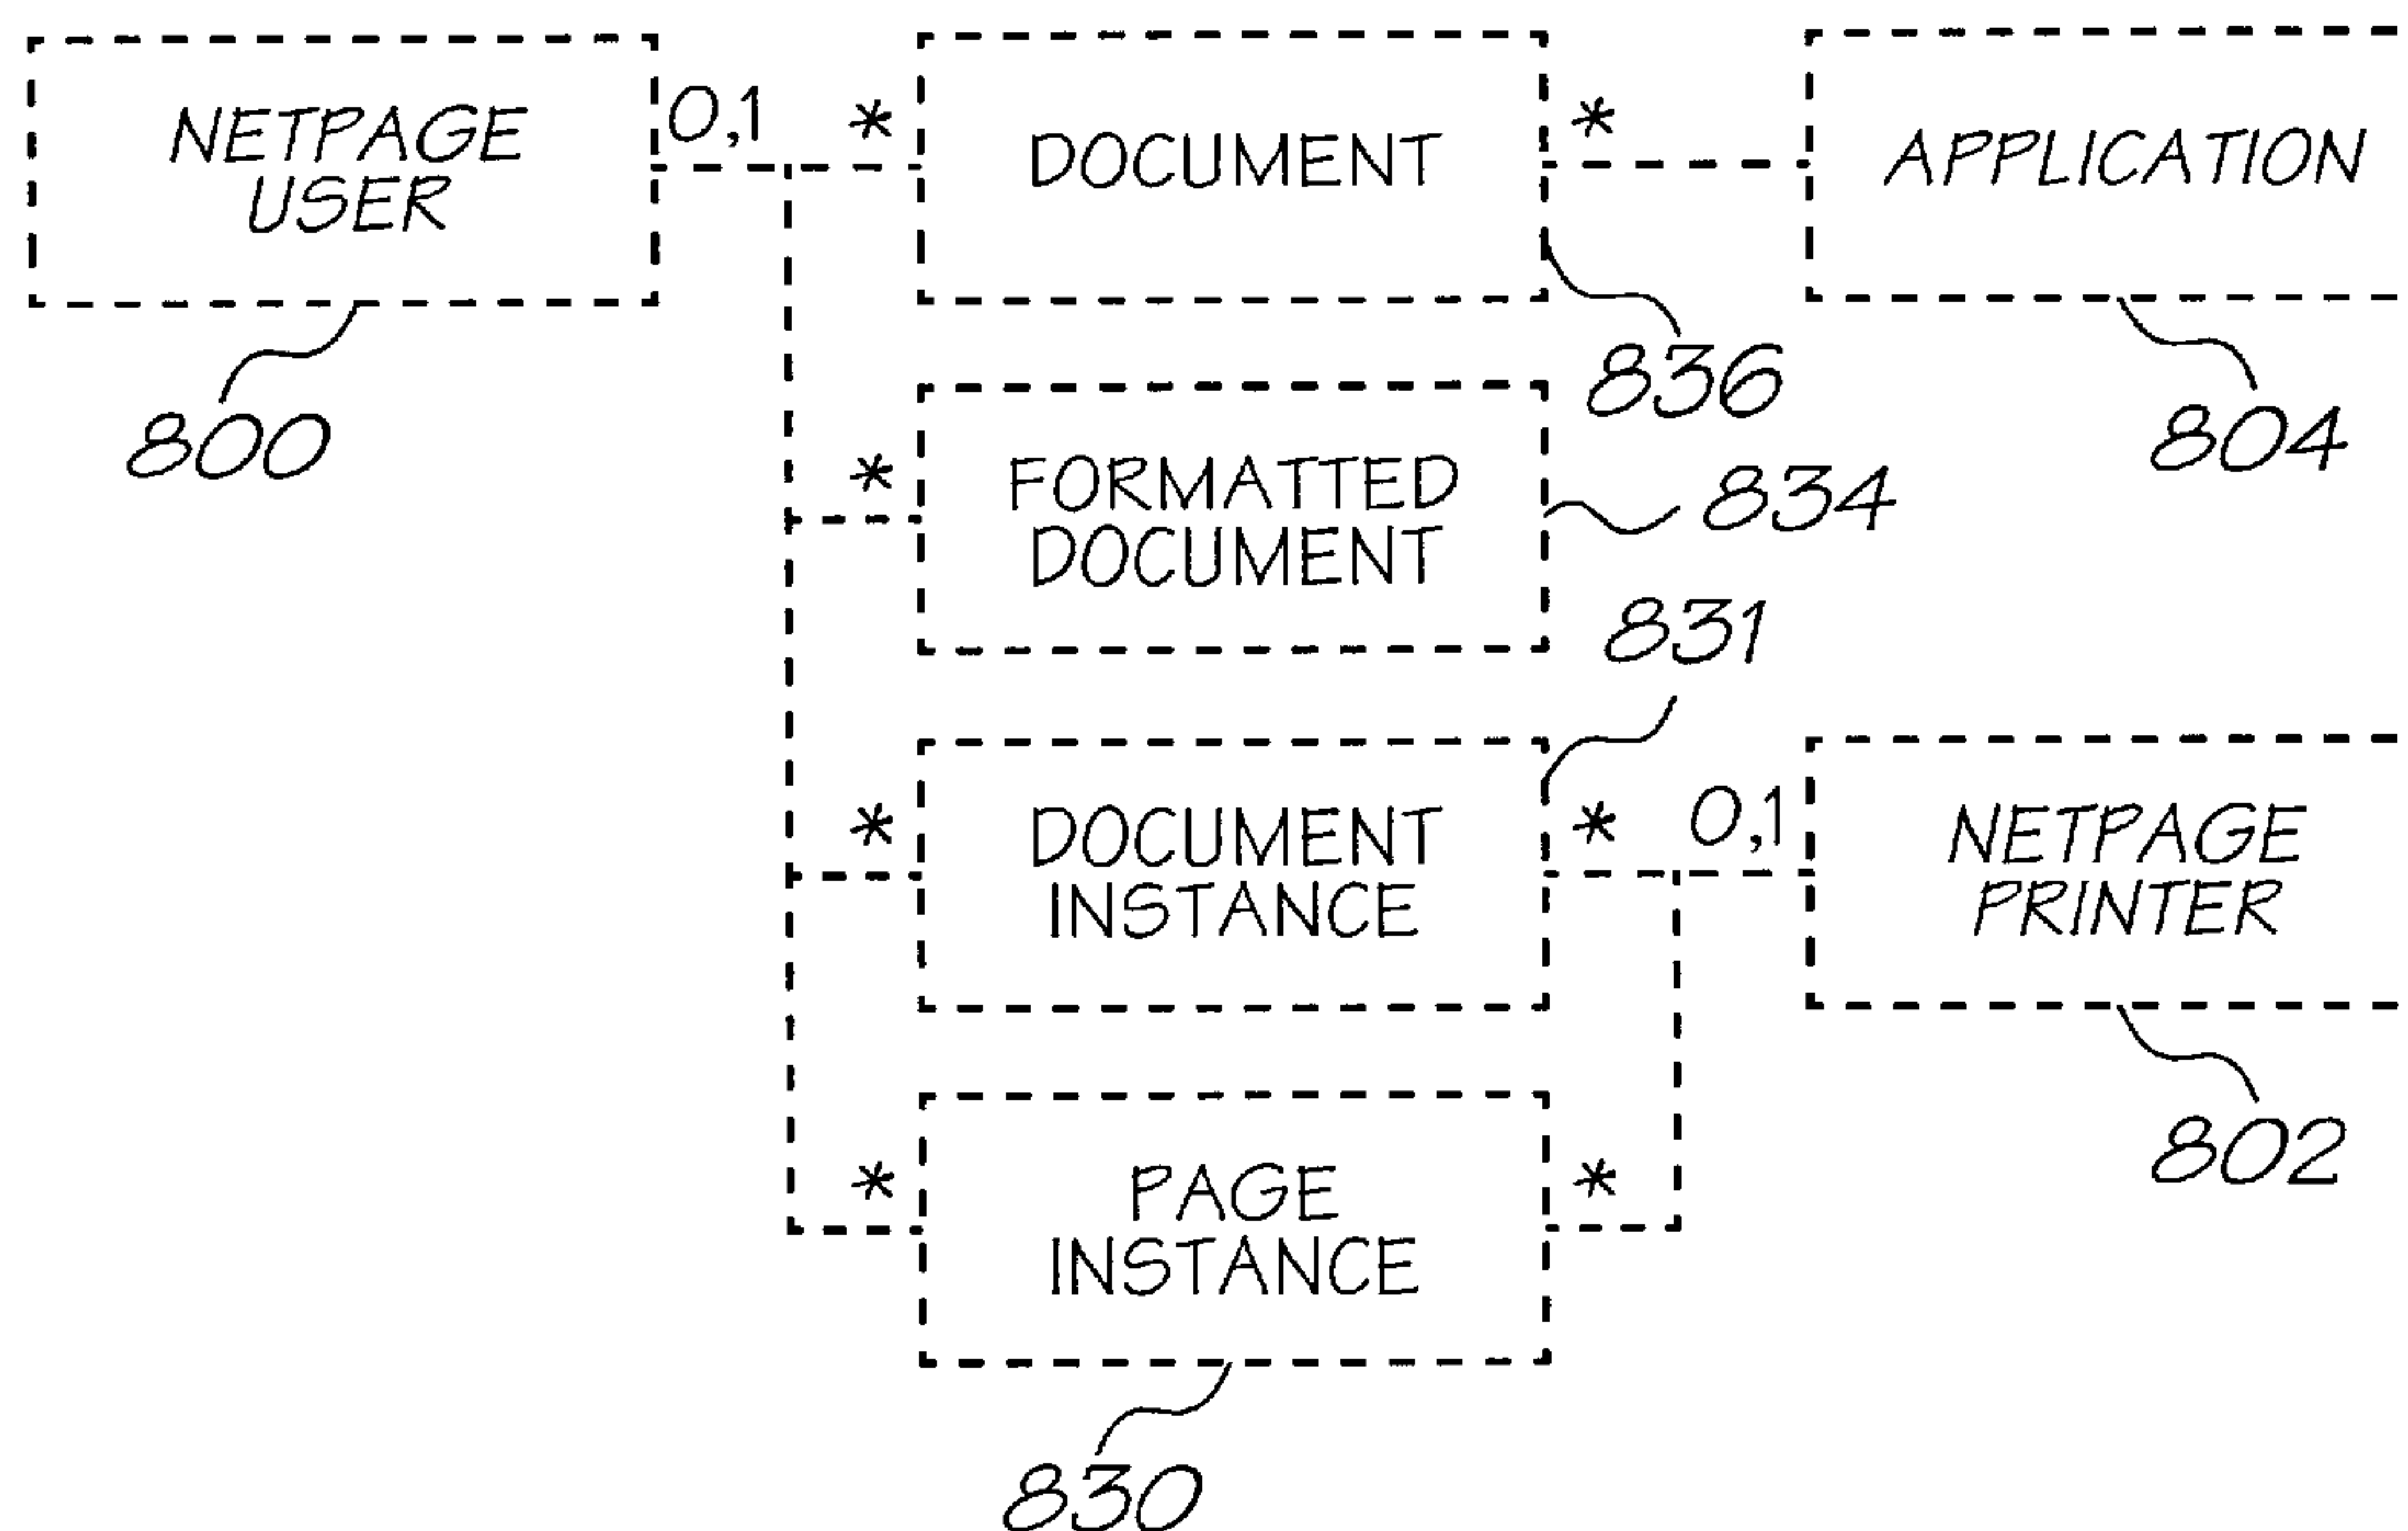 NETPAGE
USER
0,1
*
DOCUMENT
*
APPLICATION
800
836
804
*
FORMATTED
DOCUMENT
834
831
*
DOCUMENT
INSTANCE
*
0,1
NETPAGE
PRINTER
802
*
PAGE
INSTANCE
*
830